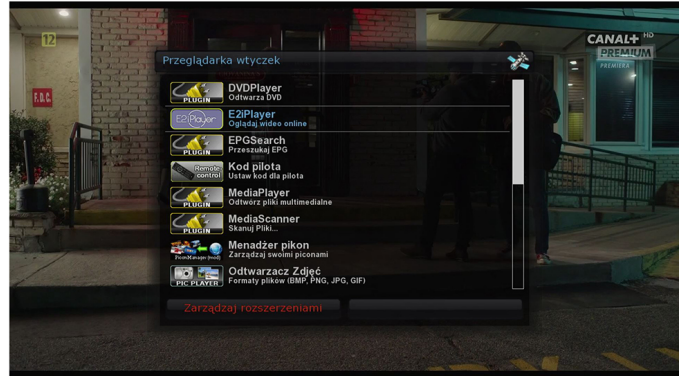 12
CANAL+ HD
PREMIUM
PREMIERA
F.D.C.
Przeglądarka wtyczek
PLUGIN
DVDPlayer
Odtwarza DVD
E2iPlayer
E2iPlayer
Oglądaj wideo online
PLUGIN
EPGSearch
Przeszukaj EPG
Remote control
Kod pilota
Ustaw kod dla pilota
PLUGIN
MediaPlayer
Odtwórz pliki multimedialne
PLUGIN
MediaScanner
Skanuj Pliki...
PiconManager (mod)
Menadżer pikon
Zarządzaj swoimi piconami
PIC PLAYER
Odtwarzacz Zdjęć
Formaty plików (BMP, PNG, JPG, GIF)
Zarządzaj rozszerzeniami